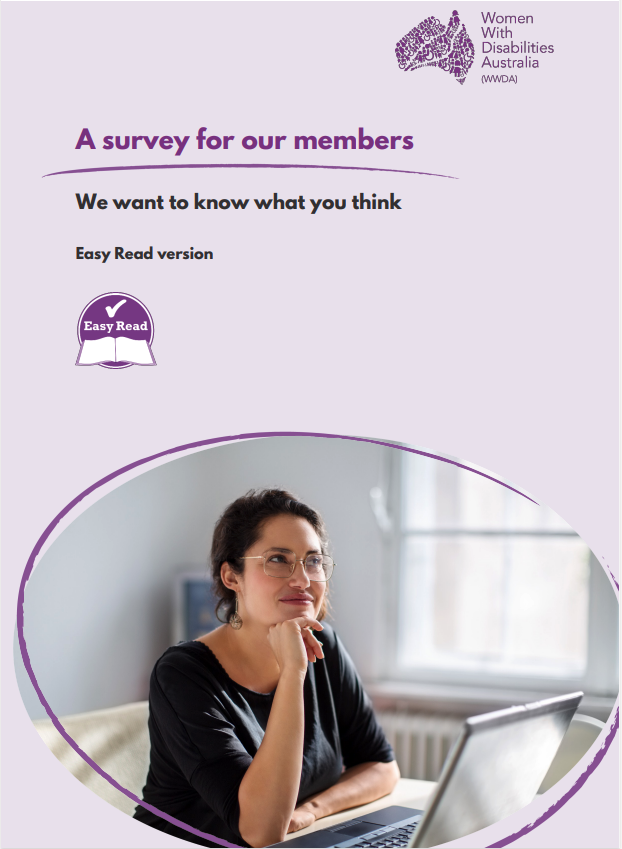 Women
With
Disabilities
Australia
(WWDA)
A survey for our members
We want to know what you think
Easy Read version
Easy Read